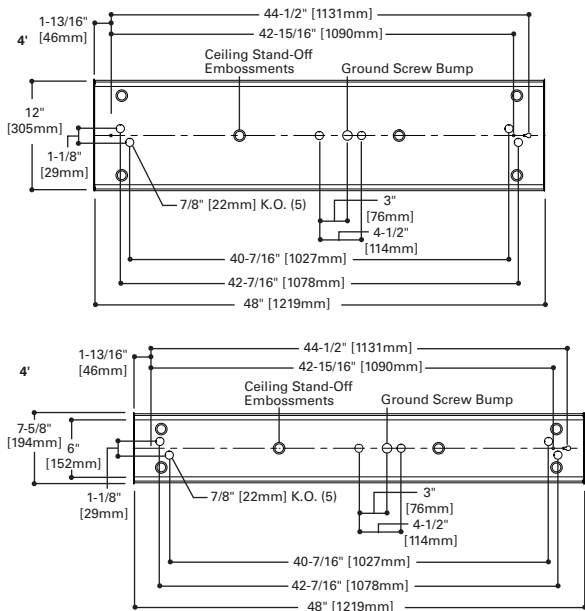 1-13/16"
[46mm]
44-1/2" [1131mm]
42-15/16" [1090mm]
4'
Ceiling Stand-Off
Embossments
Ground Screw Bump
12"
[305mm]
1-1/8"
[29mm]
7/8" [22mm] K.O. (5)
3"
[76mm]
4-1/2"
[114mm]
40-7/16" [1027mm]
42-7/16" [1078mm]
48" [1219mm]
1-13/16"
[46mm]
44-1/2" [1131mm]
42-15/16" [1090mm]
4'
Ceiling Stand-Off
Embossments
Ground Screw Bump
7-5/8"
[194mm]
6"
[152mm]
1-1/8"
[29mm]
7/8" [22mm] K.O. (5)
3"
[76mm]
4-1/2"
[114mm]
40-7/16" [1027mm]
42-7/16" [1078mm]
48" [1219mm]